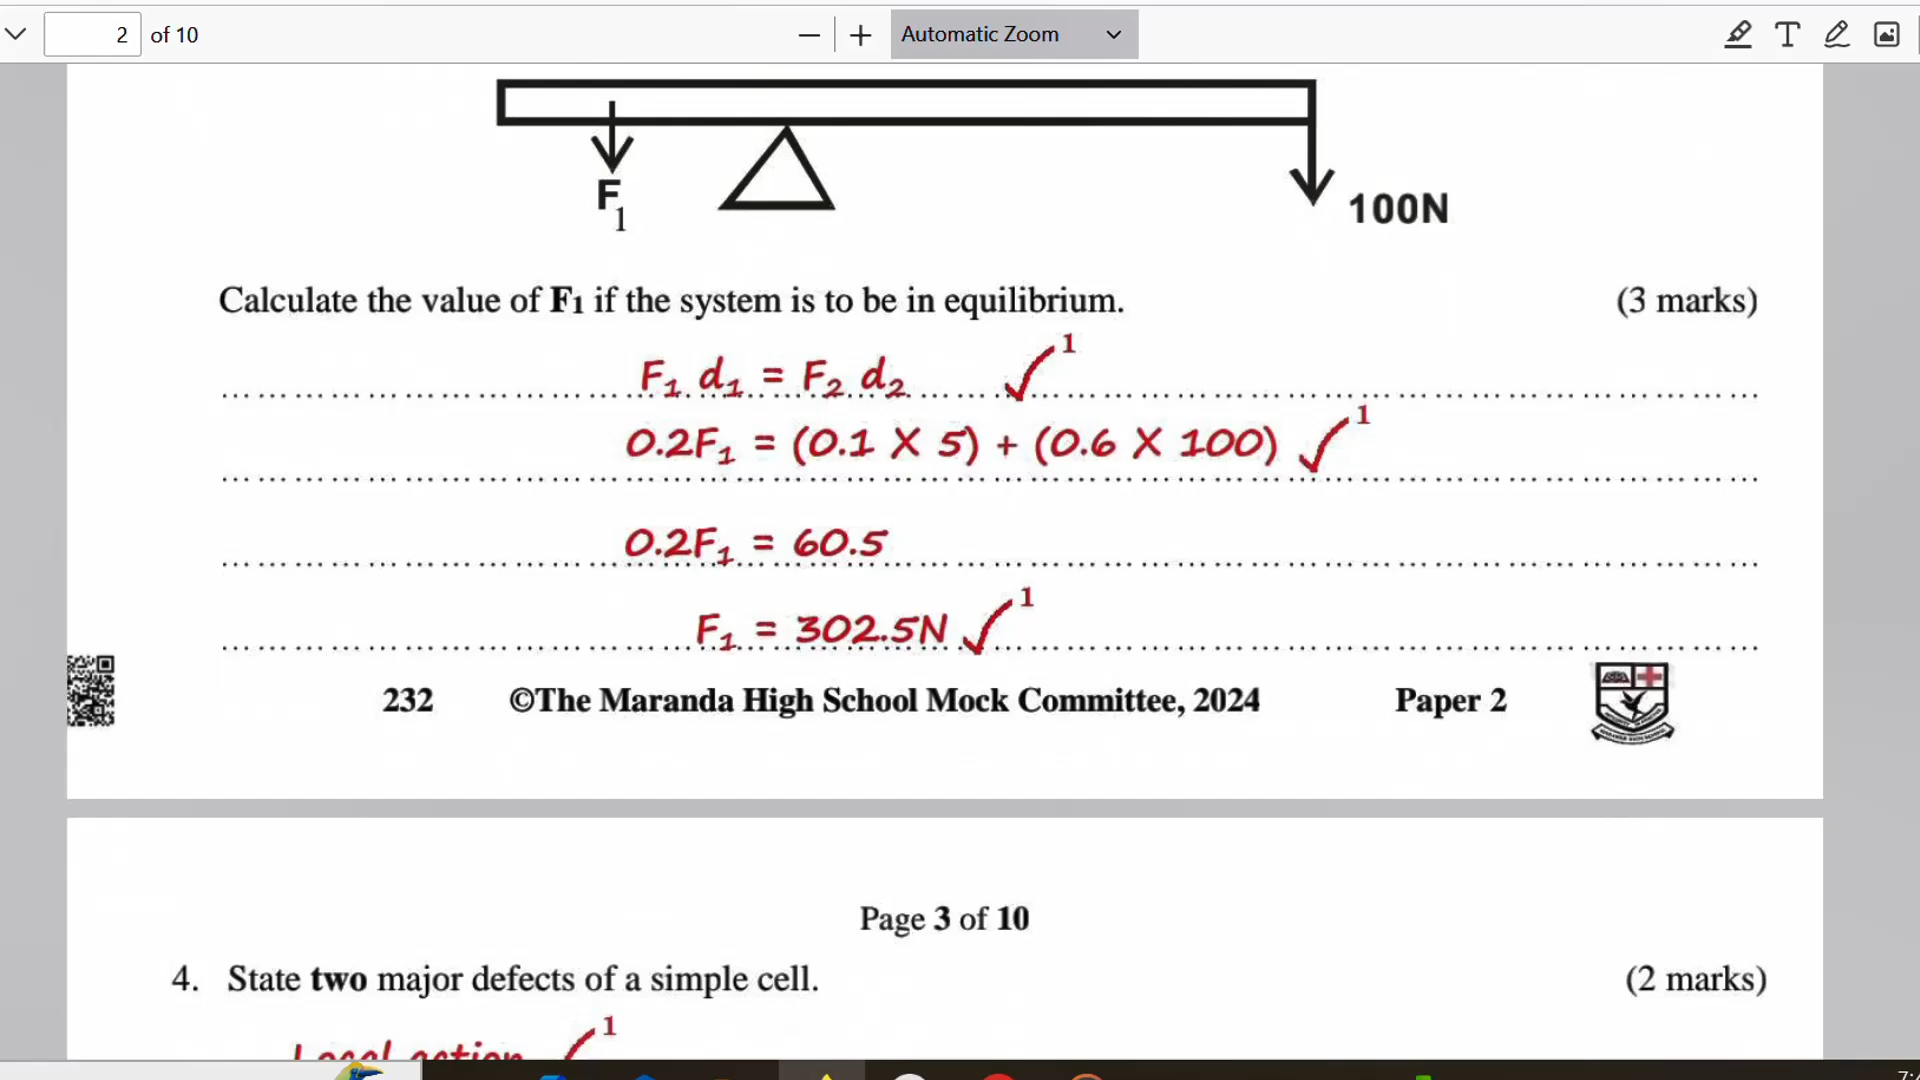 2 of 10
Automatic Zoom
F1
100N
Calculate the value of F1 if the system is to be in equilibrium. (3 marks)
F1 d1 = F2 d2 1
0.2F1 = (0.1 X 5) + (0.6 X 100) 1
0.2F1 = 60.5
F1 = 302.5N 1
232 ©The Maranda High School Mock Committee, 2024 Paper 2
Page 3 of 10
4. State two major defects of a simple cell. (2 marks)
Local action 1